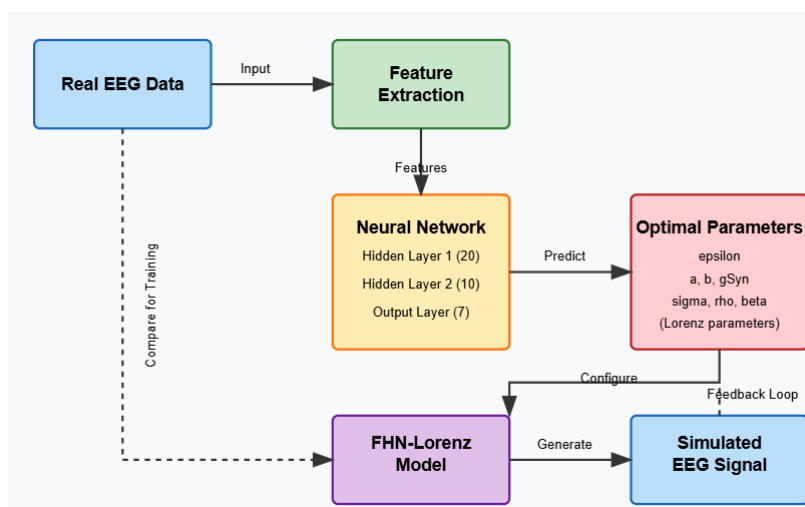 Real EEG Data
Input
Feature
Extraction
Features
Neural Network
Hidden Layer 1 (20)
Hidden Layer 2 (10)
Output Layer (7)
Predict
Optimal Parameters
epsilon
a, b, gSyn
sigma, rho, beta
(Lorenz parameters)
Compare for Training
Configure
Feedback Loop
FHN-Lorenz
Model
Generate
Simulated
EEG Signal